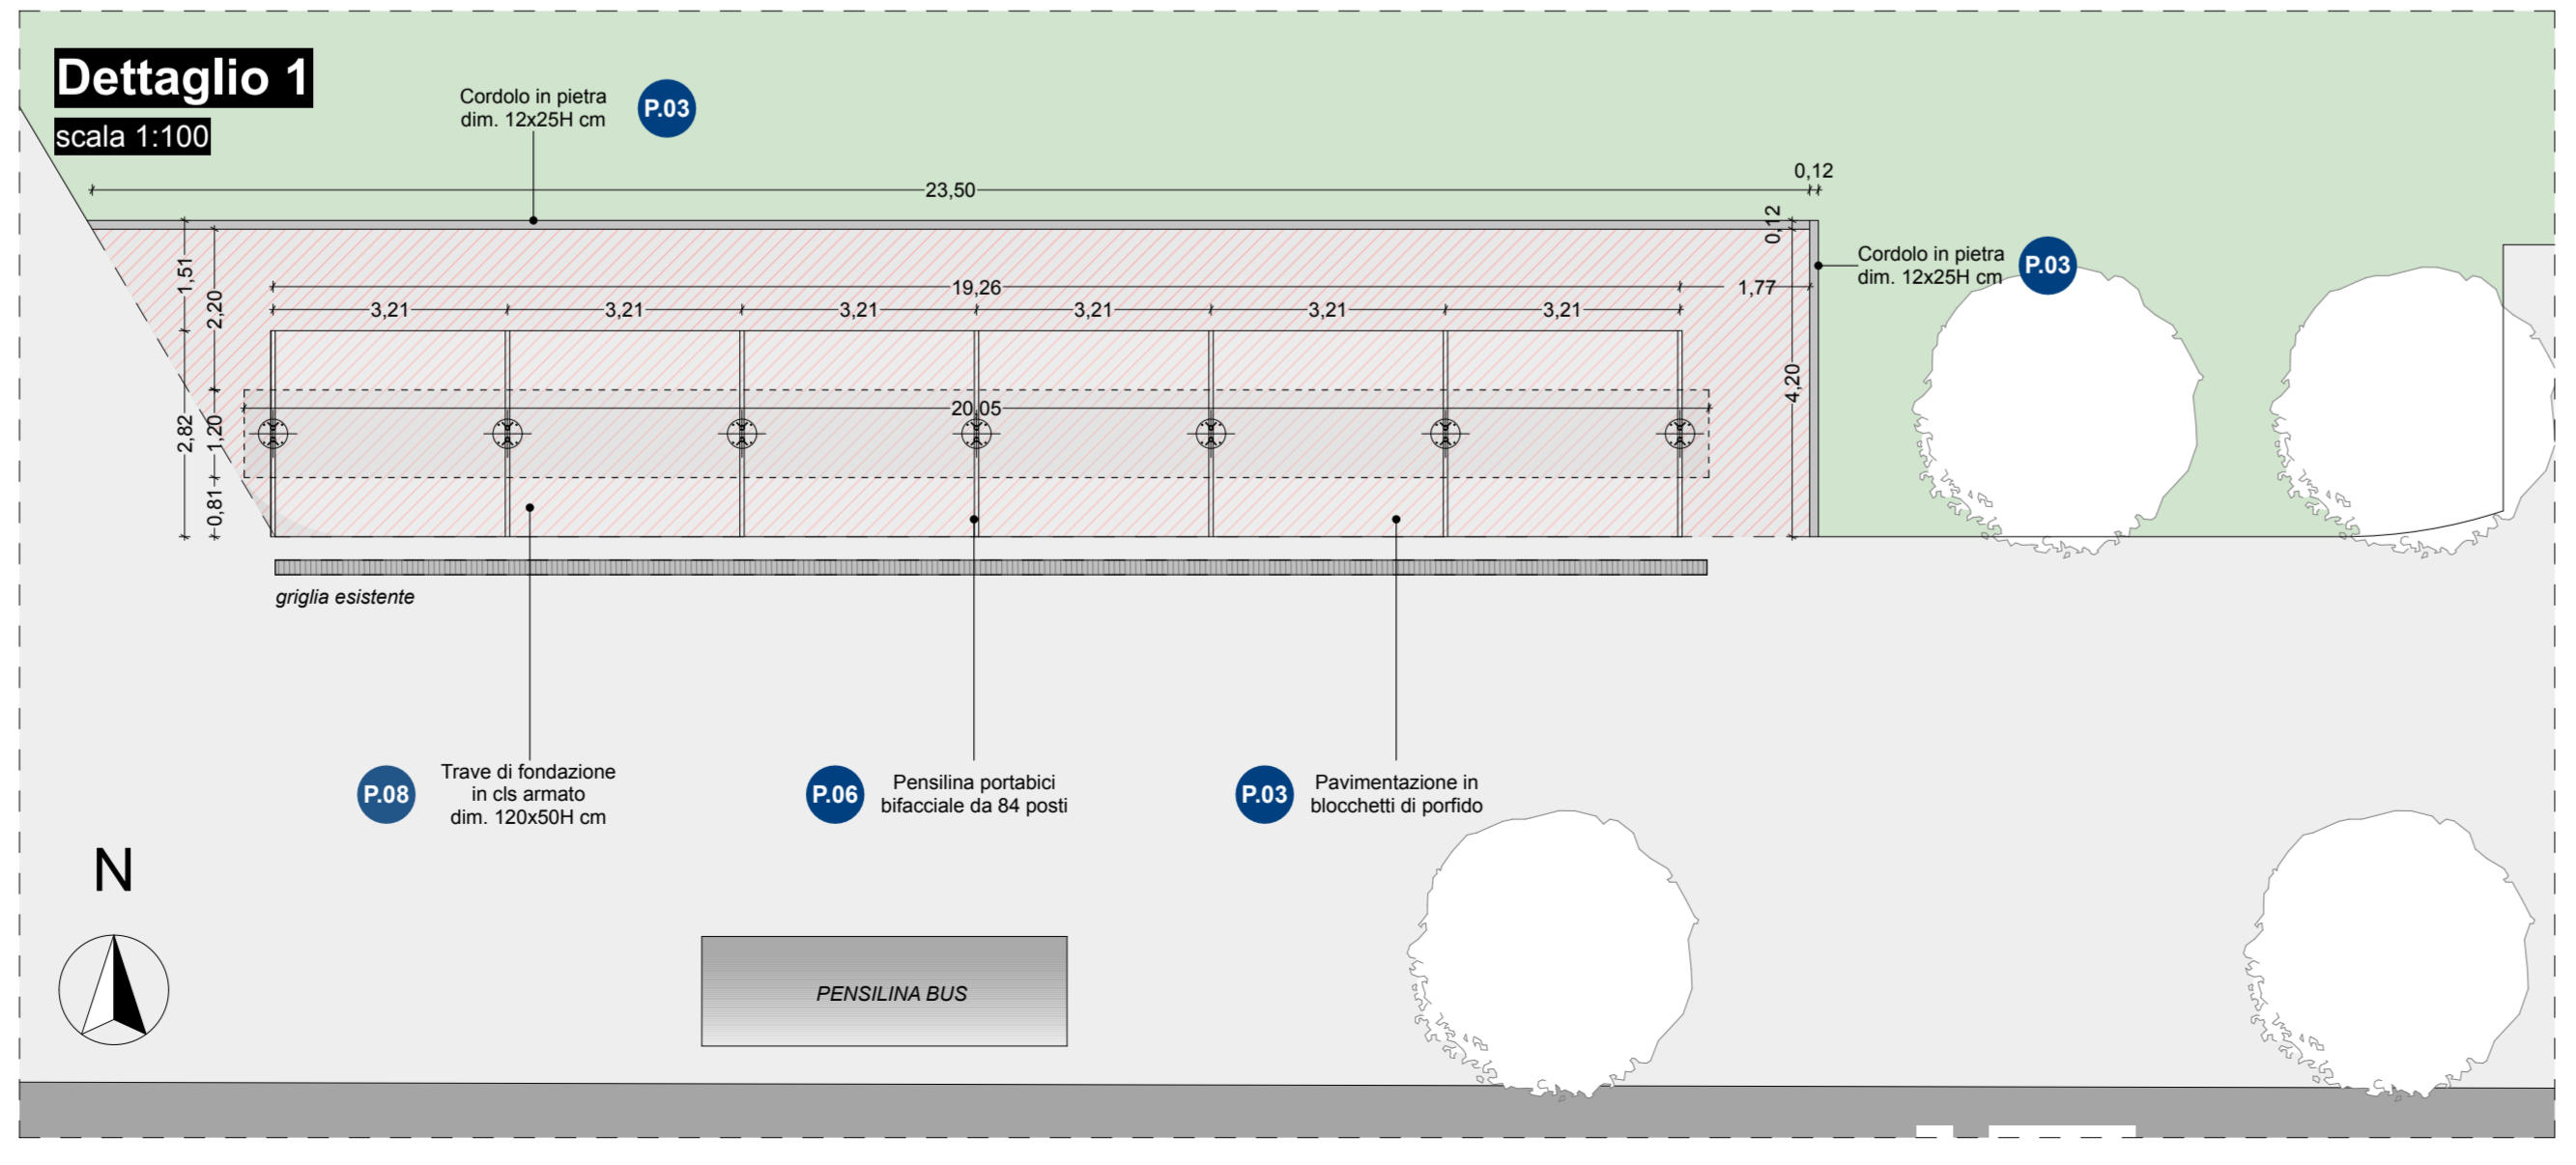 Dettaglio 1
scala 1:100
Cordolo in pietra
dim. 12x25H cm
P.03
23,50
0,12
0,12
Cordolo in pietra
dim. 12x25H cm
P.03
1,51
2,20
19,26
1,77
3,21
3,21
3,21
3,21
3,21
3,21
4,20
20,05
2,82
1,20
0,81
griglia esistente
P.08
Trave di fondazione
in cls armato
dim. 120x50H cm
P.06
Pensilina portabici
bifacciale da 84 posti
P.03
Pavimentazione in
blocchetti di porfido
N
PENSILINA BUS